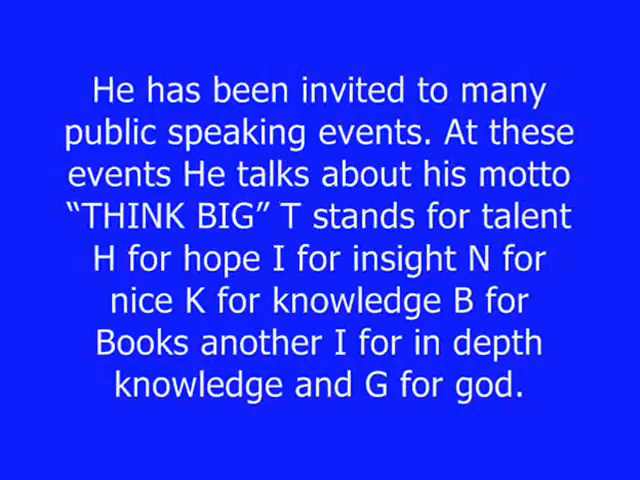 He has been invited to many
public speaking events. At these
events He talks about his motto
“THINK BIG” T stands for talent
H for hope I for insight N for
nice K for knowledge B for
Books another I for in depth
knowledge and G for god.